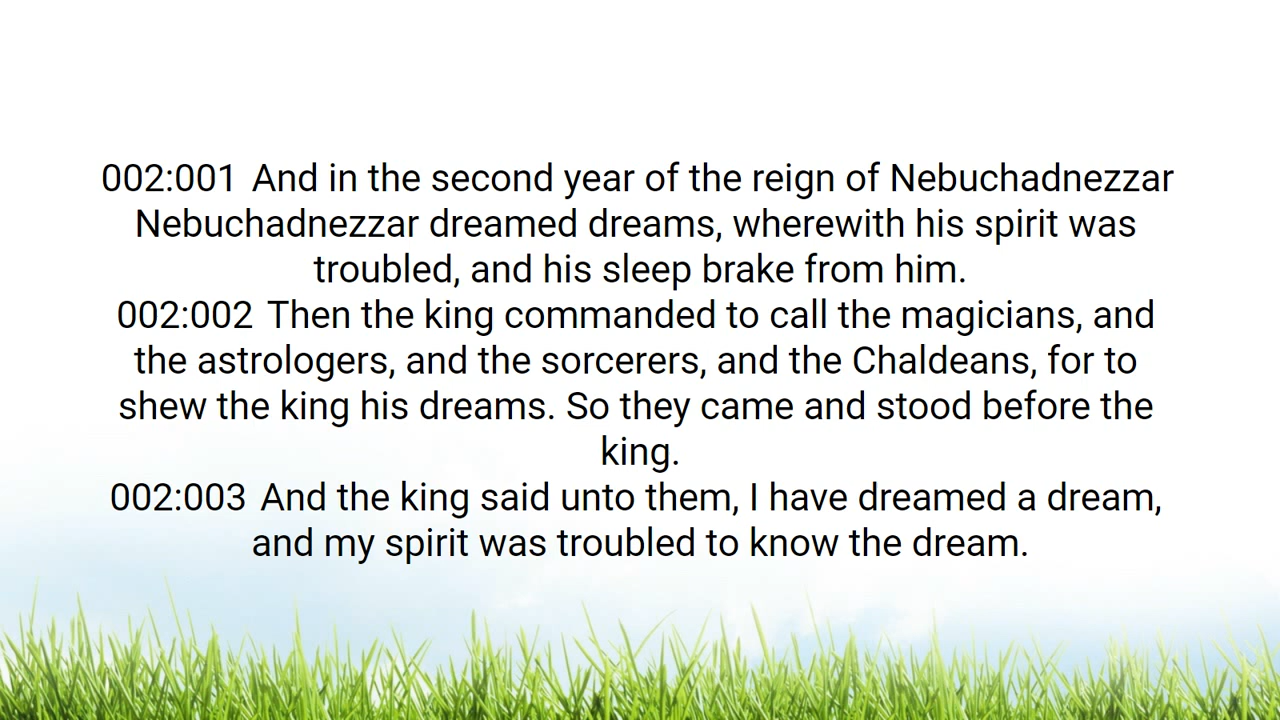 002:001 And in the second year of the reign of Nebuchadnezzar
Nebuchadnezzar dreamed dreams, wherewith his spirit was
troubled, and his sleep brake from him.
002:002 Then the king commanded to call the magicians, and
the astrologers, and the sorcerers, and the Chaldeans, for to
shew the king his dreams. So they came and stood before the
king.
002:003 And the king said unto them, I have dreamed a dream,
and my spirit was troubled to know the dream.